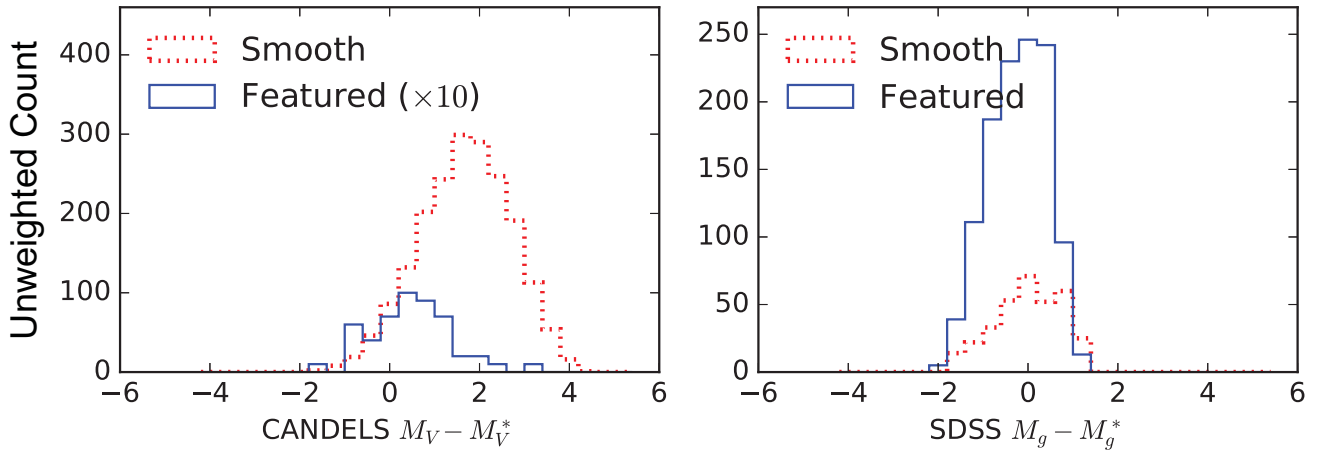 Unweighted Count
400
300
200
100
0
Smooth
Featured (×10)
−6 −4 −2 0 2 4 6
CANDELS M_V − M_V^*
250
200
150
100
50
0
Smooth
Featured
−6 −4 −2 0 2 4 6
SDSS M_g − M_g^*